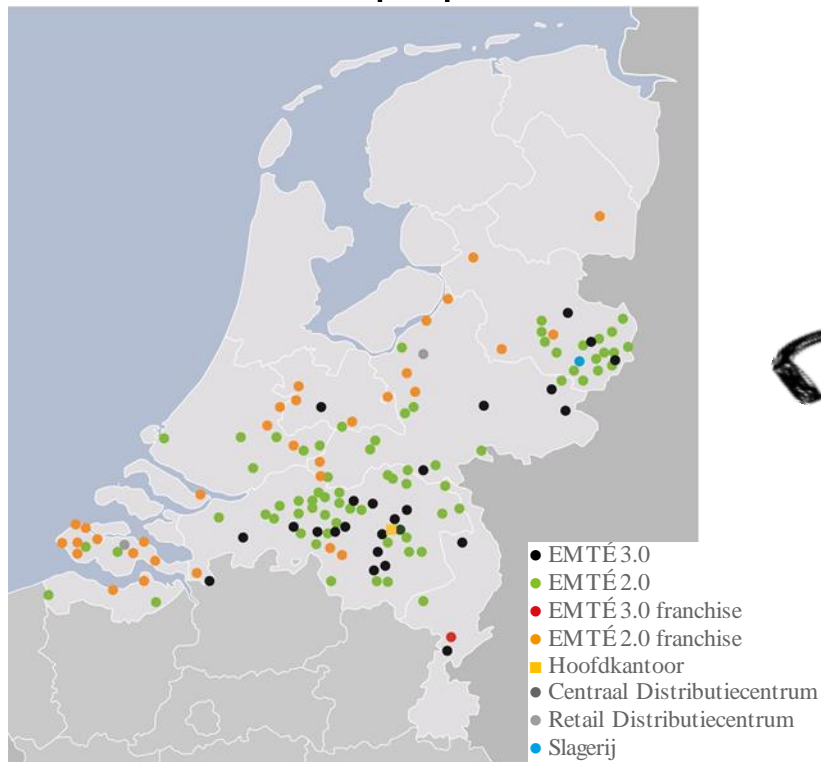 EMTÉ 3.0
EMTÉ 2.0
EMTÉ 3.0 franchise
EMTÉ 2.0 franchise
Hoofdkantoor
Centraal Distributiecentrum
Retail Distributiecentrum
Slagerij